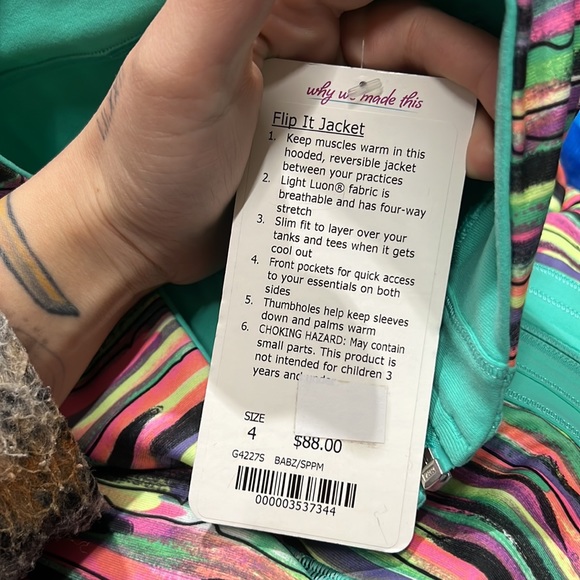 why we made this
Flip It Jacket
1. Keep muscles warm in this
hooded, reversible jacket
between your practices
2. Light Luon® fabric is
breathable and has four-way
stretch
3. Slim fit to layer over your
tanks and tees when it gets
cool out
4. Front pockets for quick access
to your essentials on both
sides
5. Thumbholes help keep sleeves
down and palms warm
6. CHOKING HAZARD: May contain
small parts. This product is
not intended for children 3
years and
SIZE
4
$88.00
G4227S BABZ/SPPM
000003537344